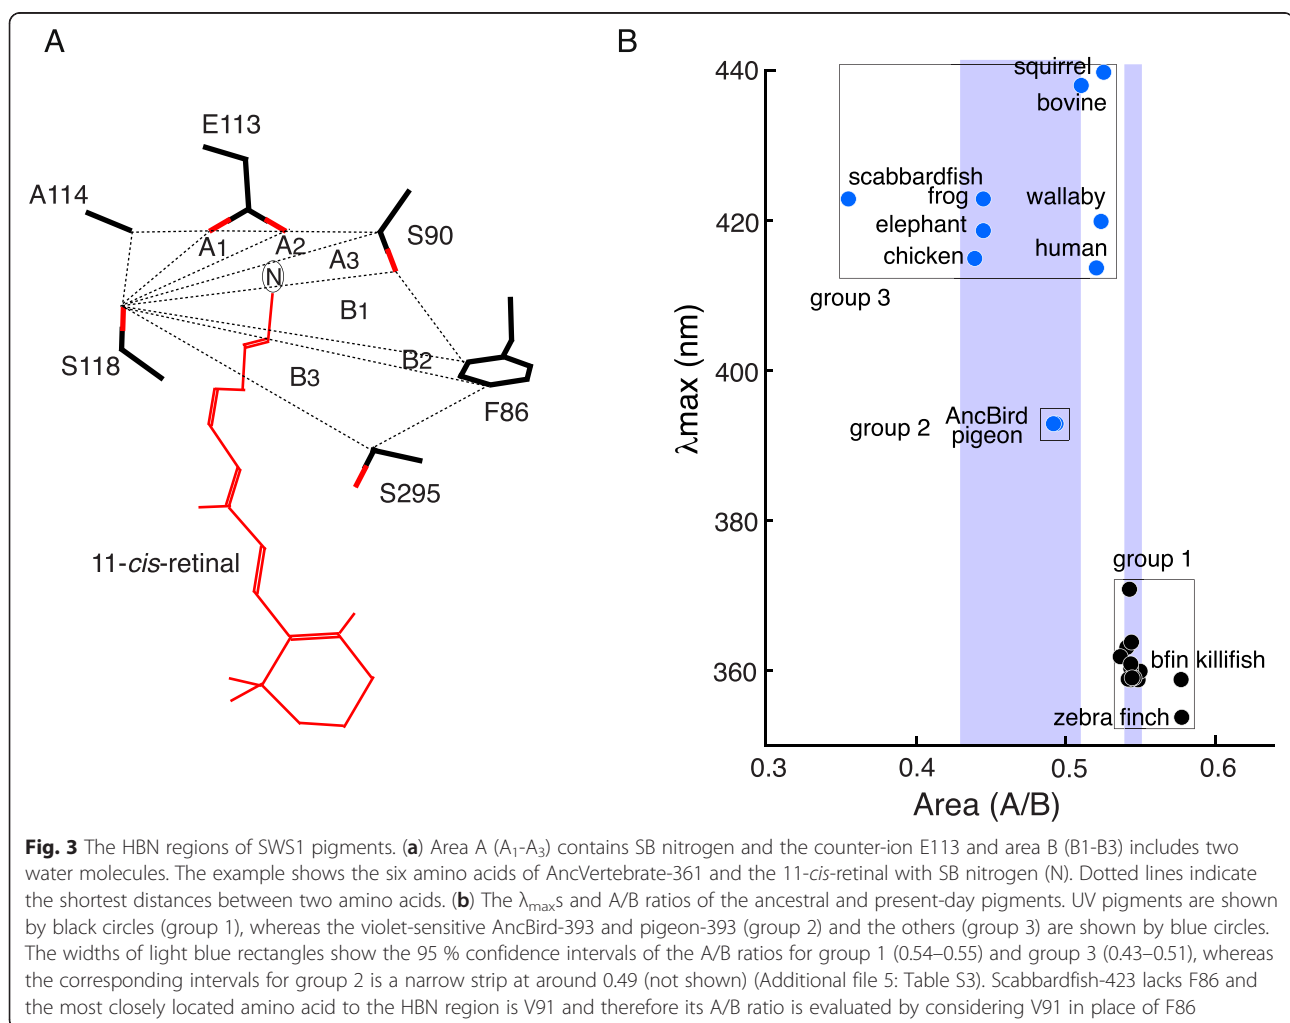 A
E113
A114
A1
A2
S90
A3
N
B1
S118
B2
B3
F86
S295
11-cis-retinal
B
440
squirrel
bovine
scabbardfish
frog
wallaby
420
elephant
chicken
human
group 3
λmax (nm)
400
AncBird
group 2
pigeon
380
group 1
bfin killifish
360
zebra finch
0.3
0.4
0.5
0.6
Area (A/B)
Fig. 3 The HBN regions of SWS1 pigments. (a) Area A (A1-A3) contains SB nitrogen and the counter-ion E113 and area B (B1-B3) includes two
water molecules. The example shows the six amino acids of AncVertebrate-361 and the 11-cis-retinal with SB nitrogen (N). Dotted lines indicate
the shortest distances between two amino acids. (b) The λmaxs and A/B ratios of the ancestral and present-day pigments. UV pigments are shown
by black circles (group 1), whereas the violet-sensitive AncBird-393 and pigeon-393 (group 2) and the others (group 3) are shown by blue circles.
The widths of light blue rectangles show the 95 % confidence intervals of the A/B ratios for group 1 (0.54–0.55) and group 3 (0.43–0.51), whereas
the corresponding intervals for group 2 is a narrow strip at around 0.49 (not shown) (Additional file 5: Table S3). Scabbardfish-423 lacks F86 and
the most closely located amino acid to the HBN region is V91 and therefore its A/B ratio is evaluated by considering V91 in place of F86